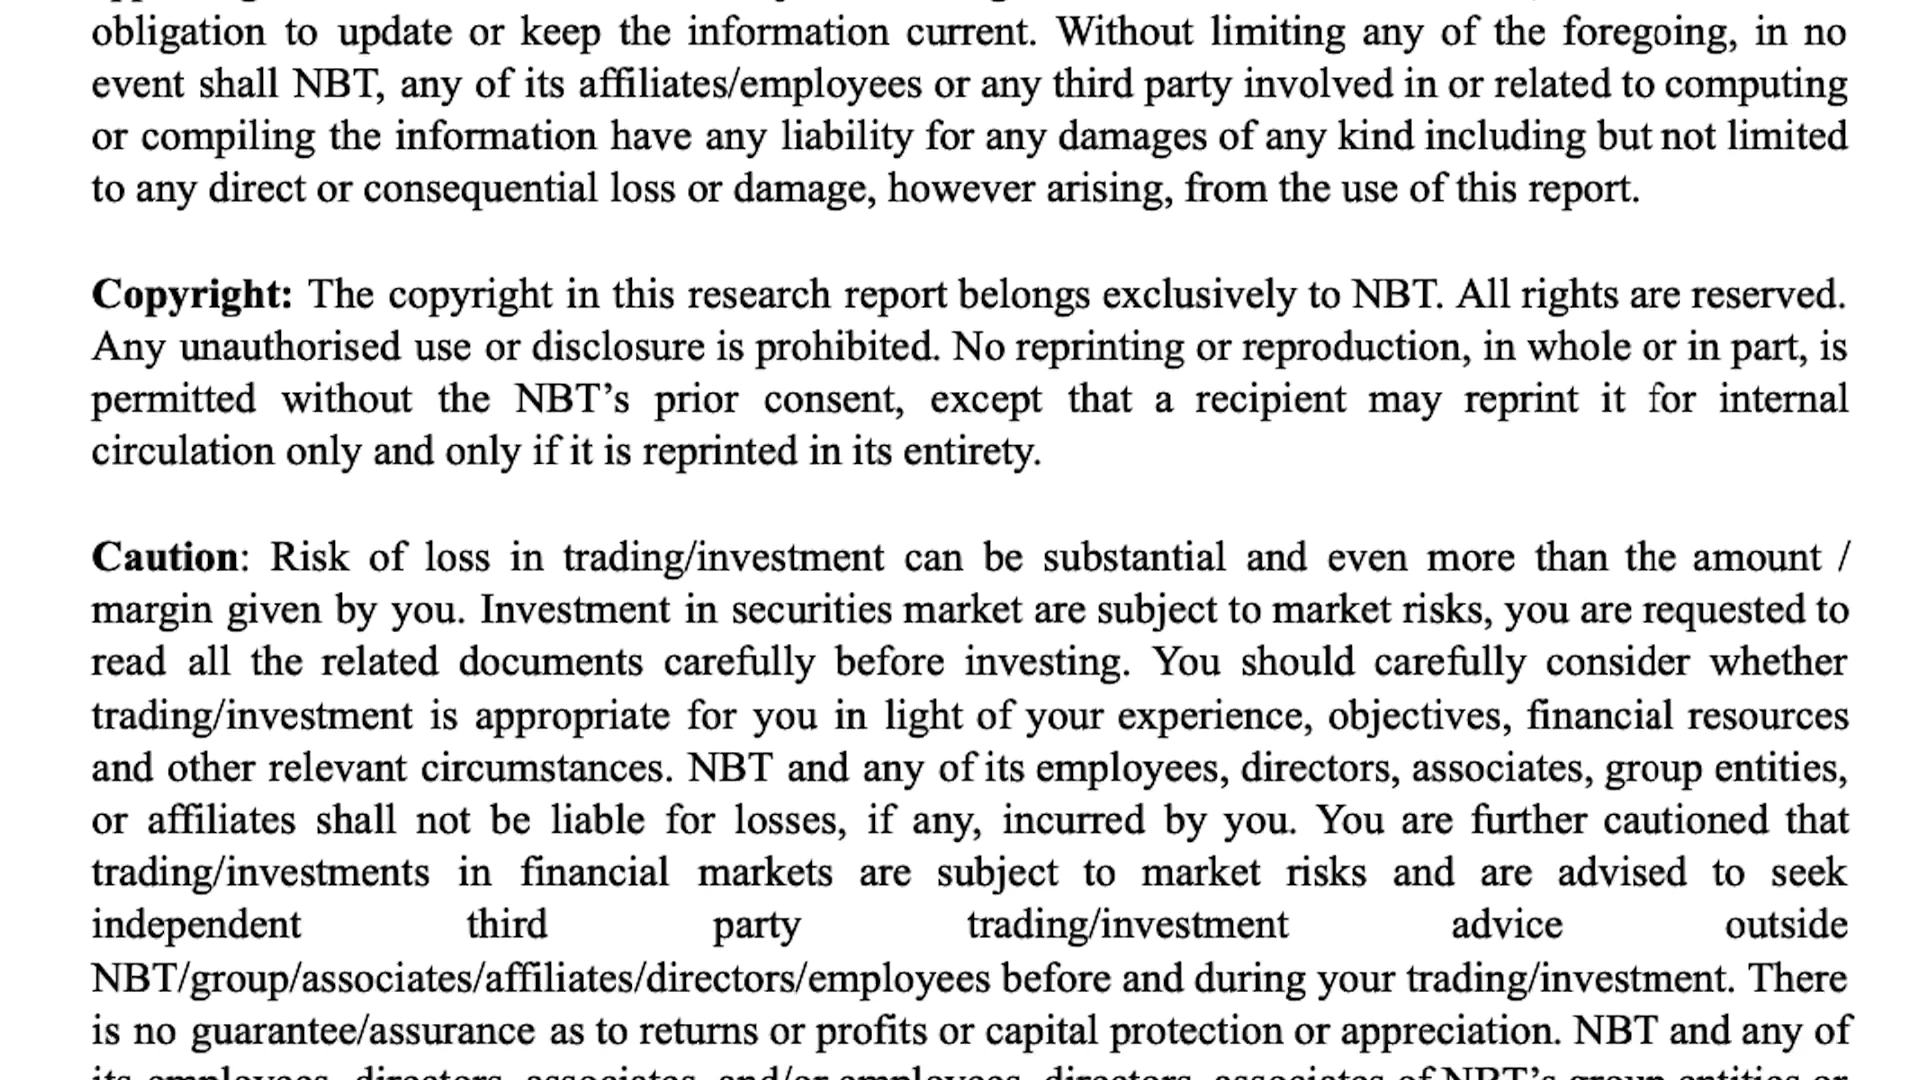 obligation to update or keep the information current. Without limiting any of the foregoing, in no
event shall NBT, any of its affiliates/employees or any third party involved in or related to computing
or compiling the information have any liability for any damages of any kind including but not limited
to any direct or consequential loss or damage, however arising, from the use of this report.
Copyright: The copyright in this research report belongs exclusively to NBT. All rights are reserved.
Any unauthorised use or disclosure is prohibited. No reprinting or reproduction, in whole or in part, is
permitted without the NBT’s prior consent, except that a recipient may reprint it for internal
circulation only and only if it is reprinted in its entirety.
Caution: Risk of loss in trading/investment can be substantial and even more than the amount /
margin given by you. Investment in securities market are subject to market risks, you are requested to
read all the related documents carefully before investing. You should carefully consider whether
trading/investment is appropriate for you in light of your experience, objectives, financial resources
and other relevant circumstances. NBT and any of its employees, directors, associates, group entities,
or affiliates shall not be liable for losses, if any, incurred by you. You are further cautioned that
trading/investments in financial markets are subject to market risks and are advised to seek
independent third party trading/investment advice outside
NBT/group/associates/affiliates/directors/employees before and during your trading/investment. There
is no guarantee/assurance as to returns or profits or capital protection or appreciation. NBT and any of
its employees, directors, associates, and/or employees, directors, associates of NBT’s group entities or